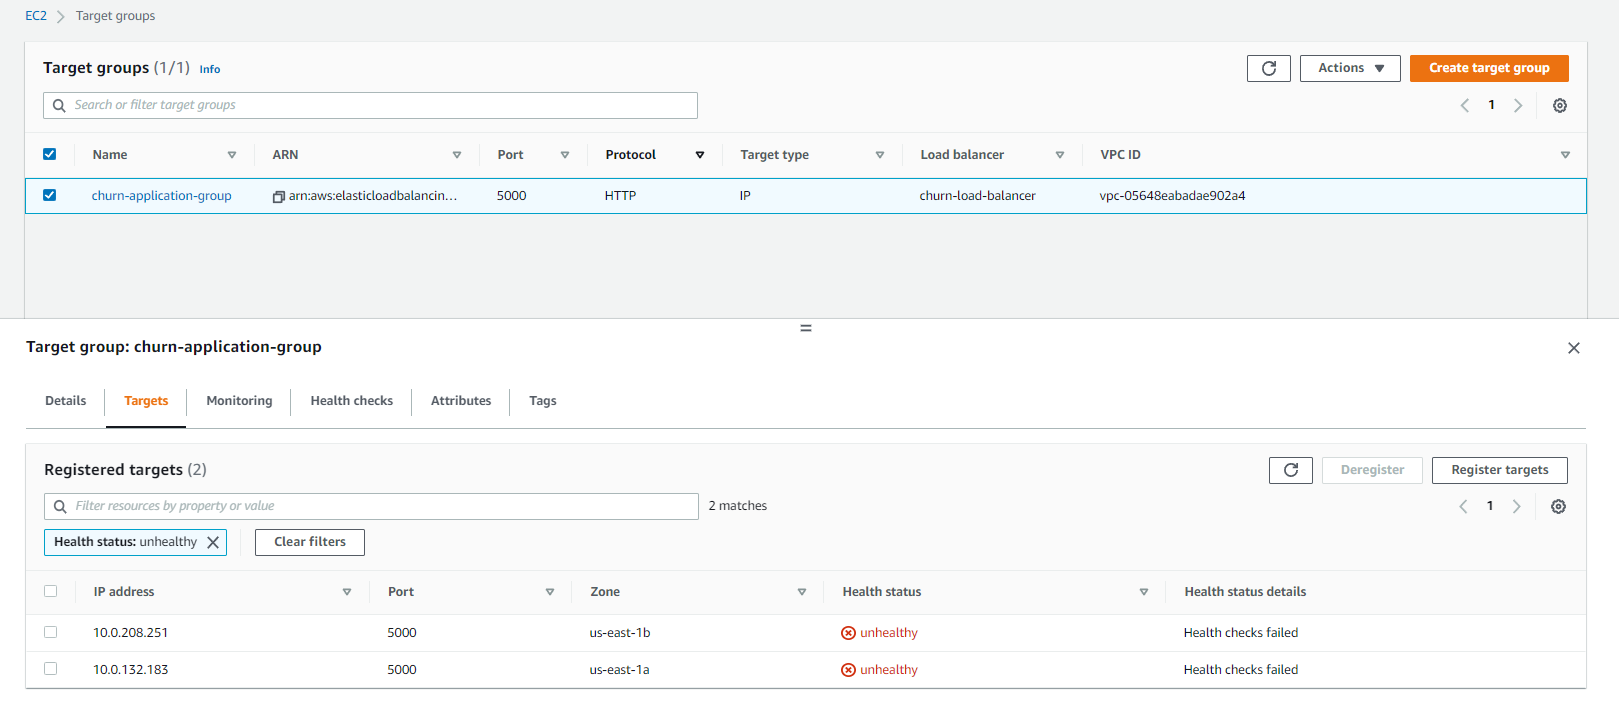 EC2 > Target groups
Target groups (1/1) Info
Actions
Create target group
Search or filter target groups
1
Name ARN Port Protocol Target type Load balancer VPC ID
churn-application-group arn:aws:elasticloadbalancin... 5000 HTTP IP churn-load-balancer vpc-05648eabadae902a4
Target group: churn-application-group
Details Targets Monitoring Health checks Attributes Tags
Registered targets (2)
Deregister
Register targets
Filter resources by property or value
2 matches
1
Health status: unhealthy
Clear filters
IP address Port Zone Health status Health status details
10.0.208.251 5000 us-east-1b unhealthy Health checks failed
10.0.132.183 5000 us-east-1a unhealthy Health checks failed